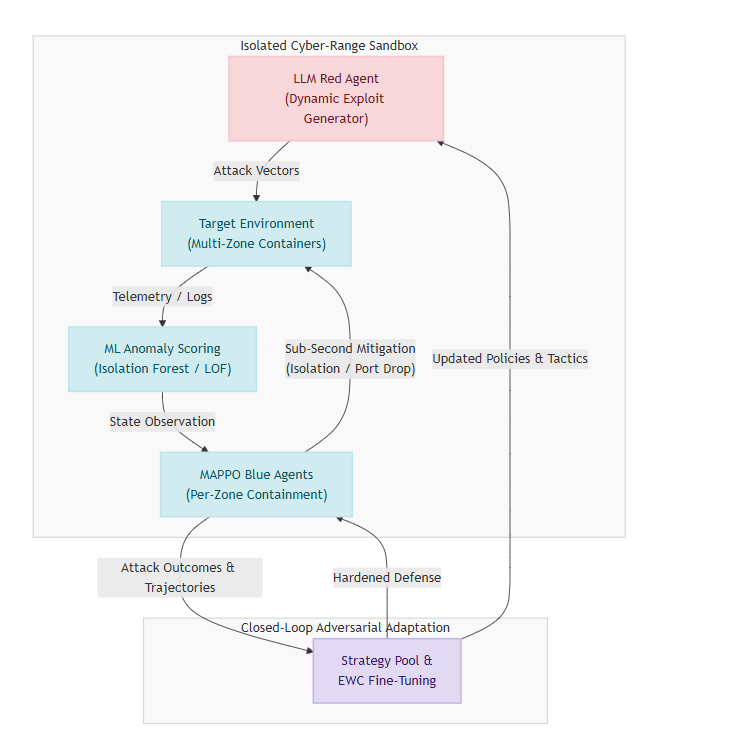 Isolated Cyber-Range Sandbox
LLM Red Agent
(Dynamic Exploit
Generator)
Attack Vectors
Target Environment
(Multi-Zone Containers)
Telemetry / Logs
ML Anomaly Scoring
(Isolation Forest / LOF)
Sub-Second Mitigation
(Isolation / Port Drop)
Updated Policies & Tactics
State Observation
MAPPO Blue Agents
(Per-Zone Containment)
Attack Outcomes &
Trajectories
Hardened Defense
Closed-Loop Adversarial Adaptation
Strategy Pool &
EWC Fine-Tuning